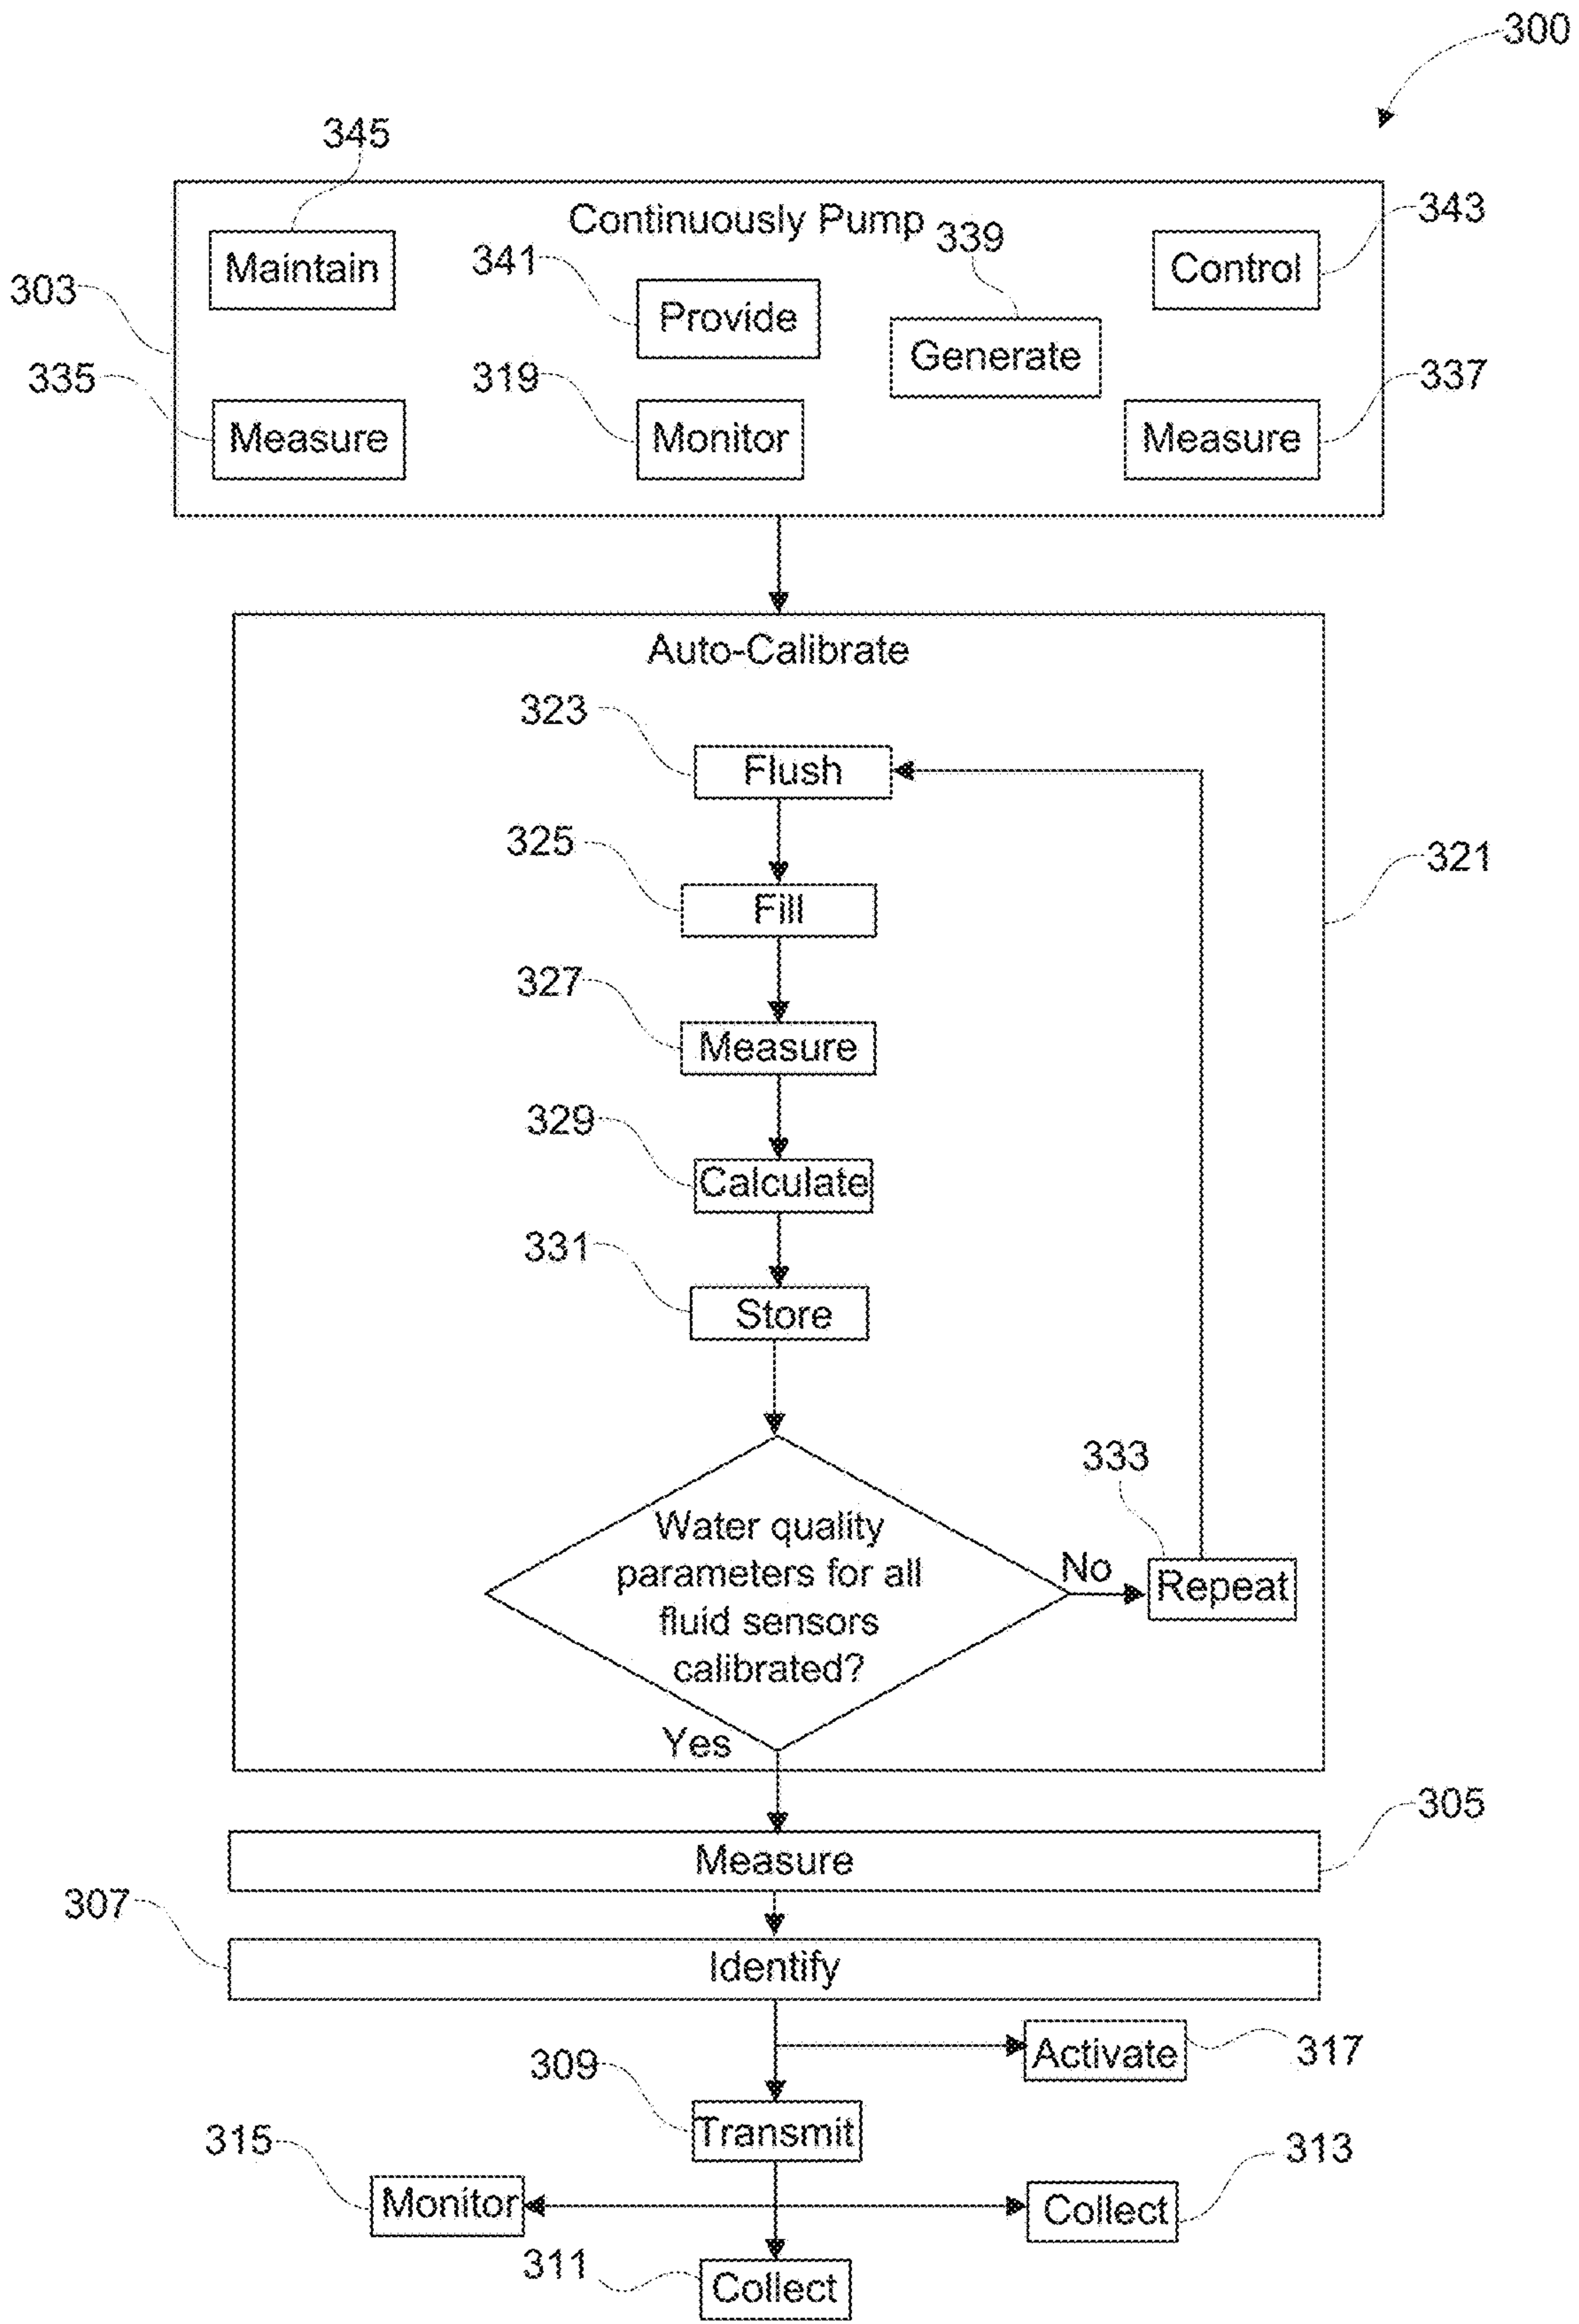 300
345
Continuously Pump
339
343
Maintain
341
Control
303
Provide
Generate
335
319
337
Measure
Monitor
Measure
Auto-Calibrate
323
Flush
325
321
Fill
327
Measure
329
Calculate
331
Store
333
Water quality
parameters for all
fluid sensors
calibrated?
No
Repeat
Yes
305
Measure
307
Identify
317
Activate
309
Transmit
315
313
Monitor
Collect
311
Collect